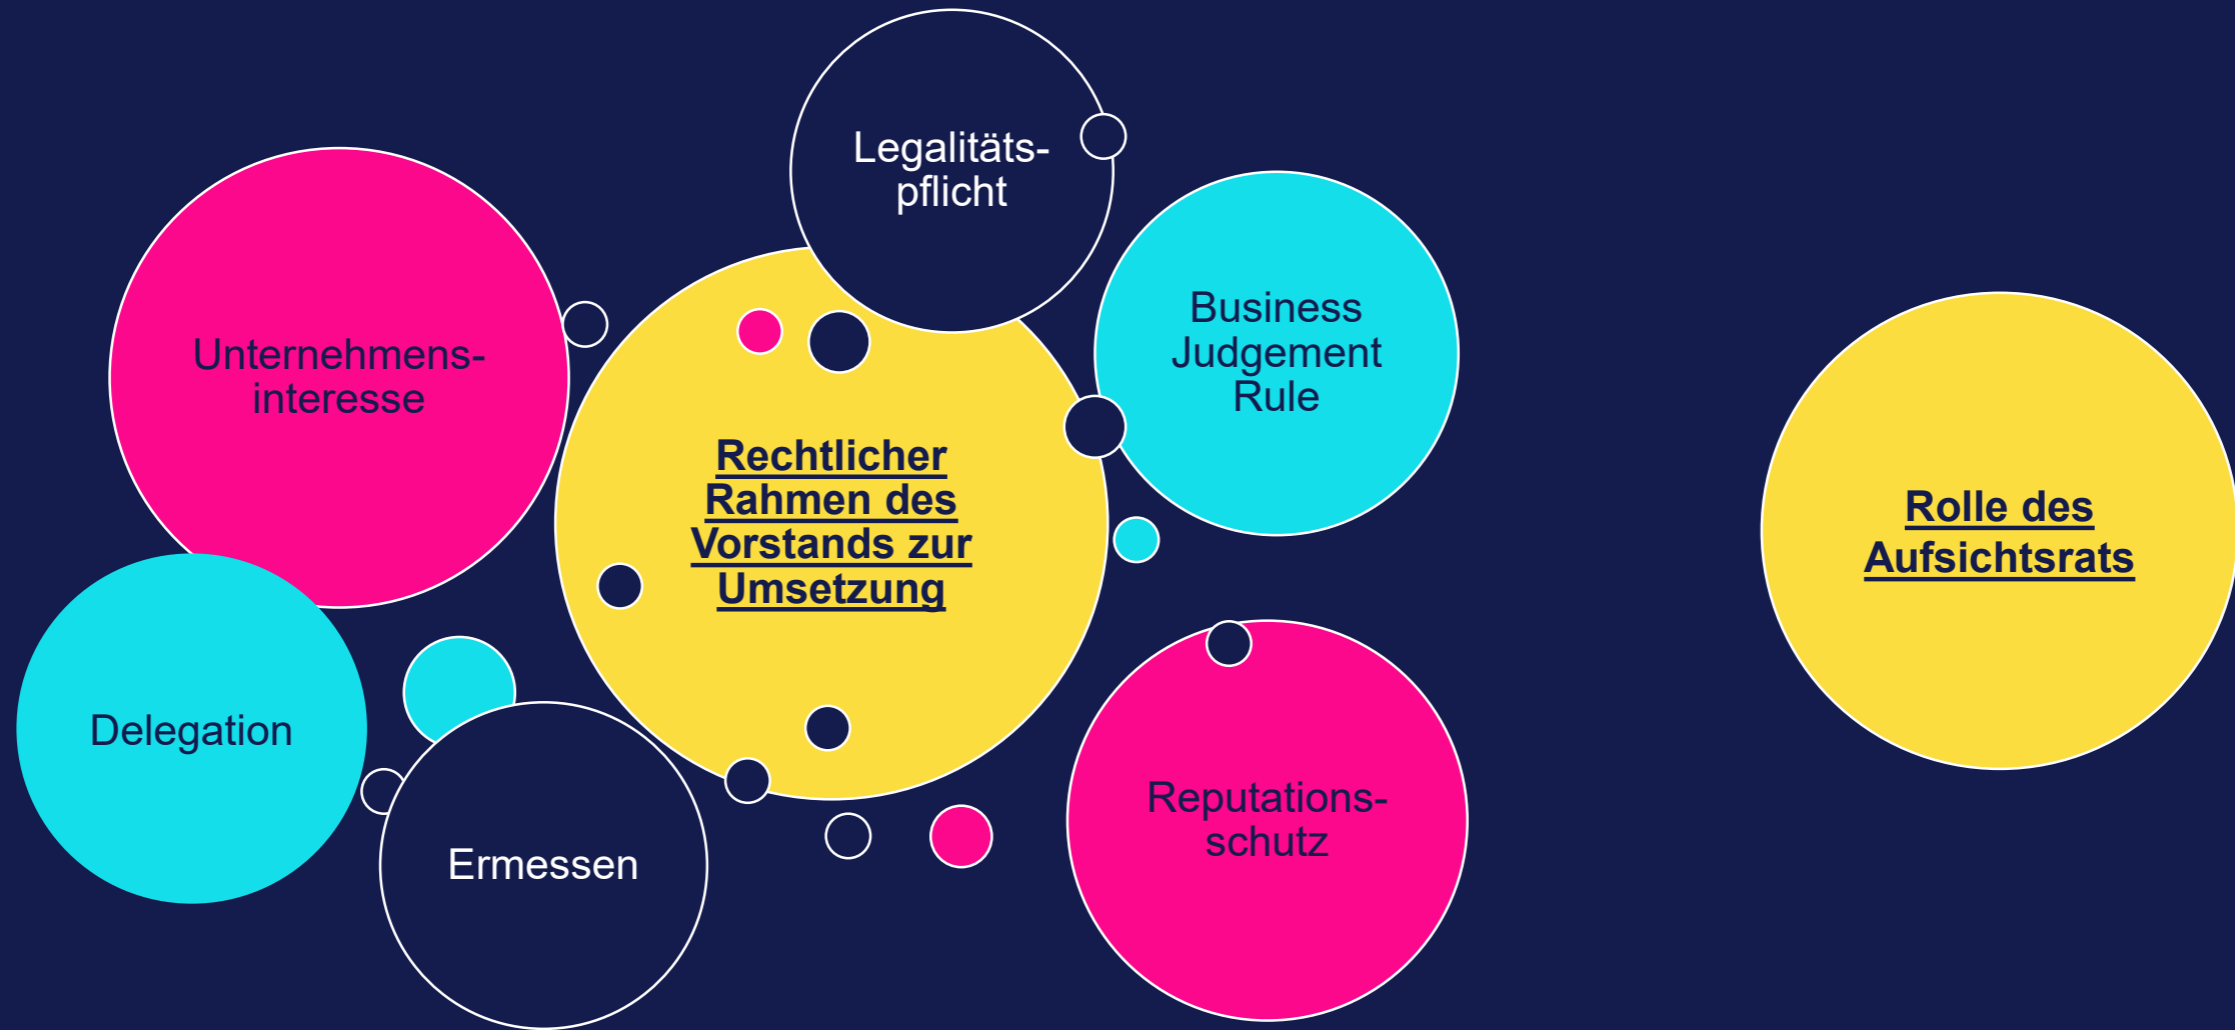 Legalitäts-
pflicht
Unternehmens-
interesse
Business
Judgement
Rule
Rechtlicher
Rahmen des
Vorstands zur
Umsetzung
Rolle des
Aufsichtsrats
Delegation
Ermessen
Reputations-
schutz